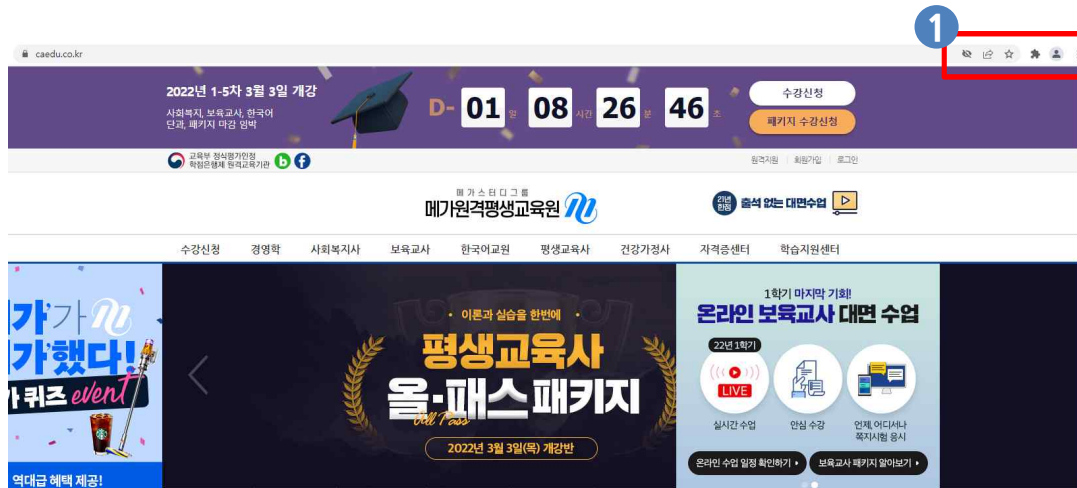 1
caedu.co.kr
2022년 1-5차 3월 3일 개강
사회복지, 보육교사, 한국어
단과, 패키지 마감 임박
D- 01 일 08 시간 26 분 46 초
수강신청
패키지 수강신청
교육부 정식평가인정
학점은행제 원격교육기관
원격지원 회원가입 로그인
메가스터디그룹
메가원격평생교육원
21년 한정 출석 없는 대면수업
수강신청 경영학 사회복지사 보육교사 한국어교원 평생교육사 건강가정사 자격증센터 학습지원센터
가가
가했다!
퀴즈 event
역대급 혜택 제공!
이론과 실습을 한번에
평생교육사
올·패스 패키지
All Pass
2022년 3월 3일(목) 개강반
1학기 마지막 기회!
온라인 보육교사 대면 수업
22년 1학기
LIVE
실시간 수업
안심 수강
언제, 어디서나
쪽지시험 응시
온라인 수업 일정 확인하기
보육교사 패키지 알아보기